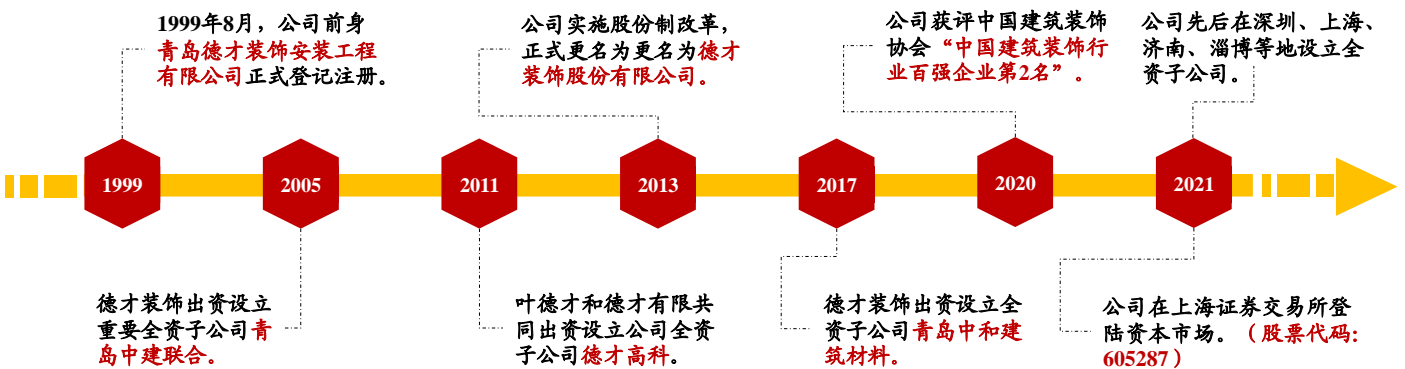 1999年8月，公司前身
青岛德才装饰安装工程
有限公司正式登记注册。
公司实施股份制改革，
正式更名为更名为德才
装饰股份有限公司。
公司获评中国建筑装饰
协会“中国建筑装饰行
业百强企业第2名”。
公司先后在深圳、上海、
济南、淄博等地设立全
资子公司。
1999
2005
2011
2013
2017
2020
2021
德才装饰出资设立
重要全资子公司青
岛中建联合。
叶德才和德才有限共
同出资设立公司全资
子公司德才高科。
德才装饰出资设立全
资子公司青岛中和建
筑材料。
公司在上海证券交易所登
陆资本市场。（股票代码：
605287）